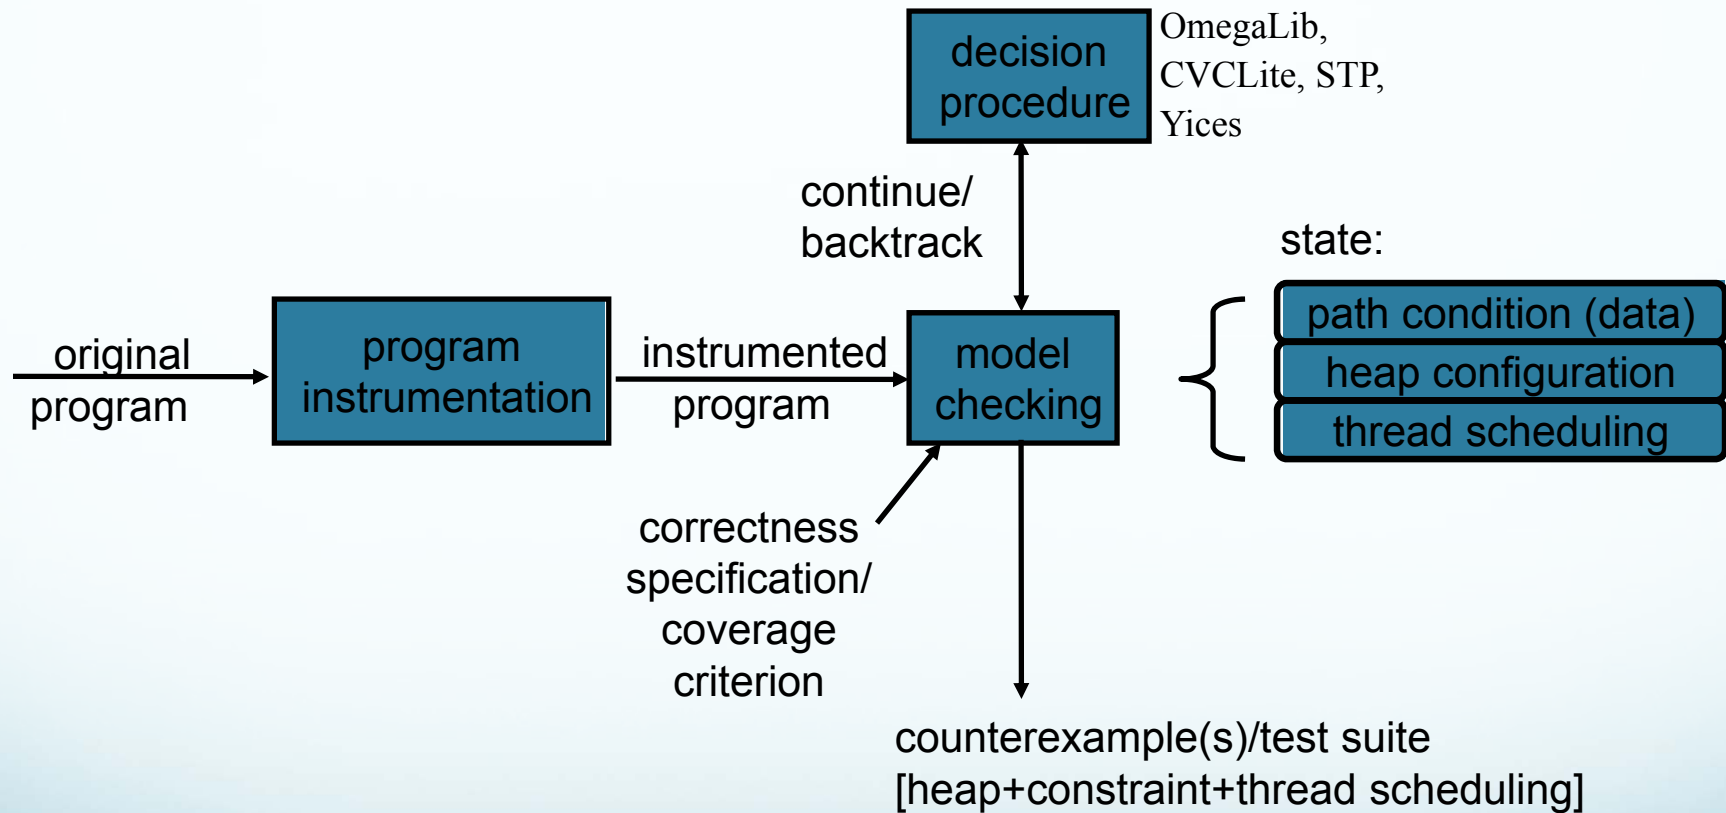 decision
procedure
OmegaLib,
CVCLite, STP,
Yices
continue/
backtrack
state:
path condition (data)
heap configuration
thread scheduling
original
program
program
instrumentation
instrumented
program
model
checking
correctness
specification/
coverage
criterion
counterexample(s)/test suite
[heap+constraint+thread scheduling]